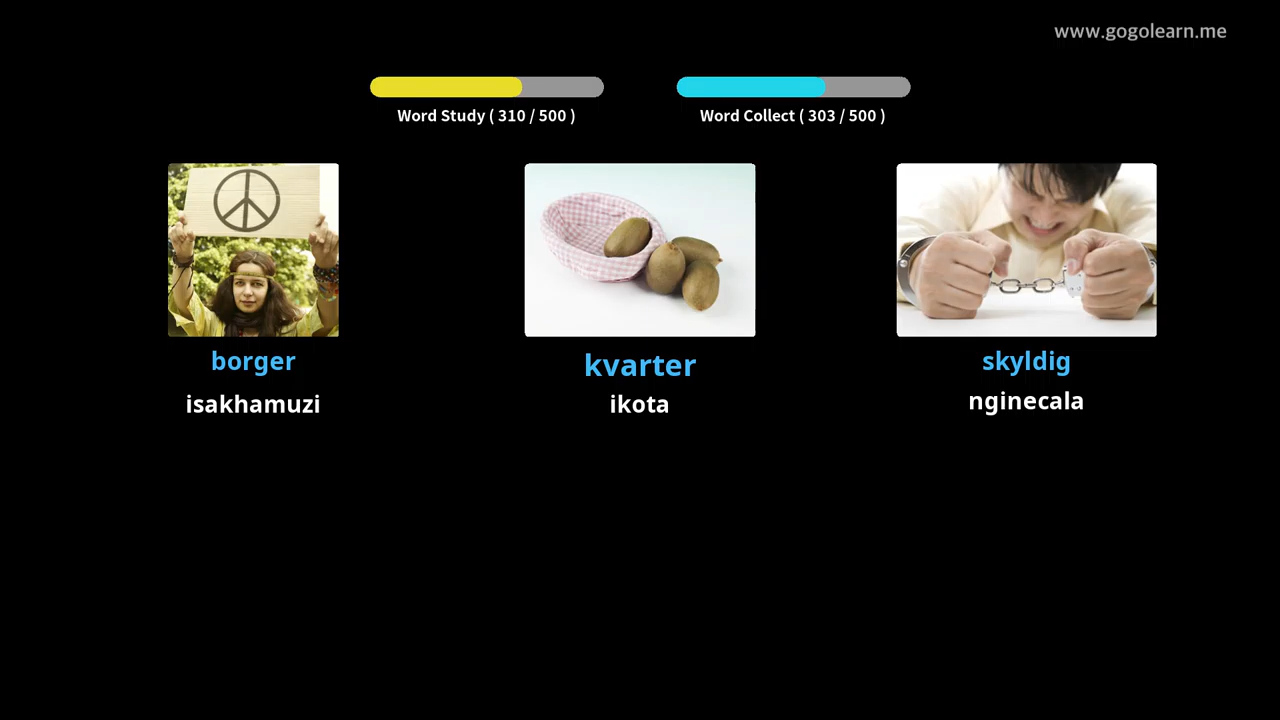 www.gogolearn.me
Word Study ( 310 / 500 )
Word Collect ( 303 / 500 )
borger
kvarter
skyldig
isakhamuzi
ikota
nginecala